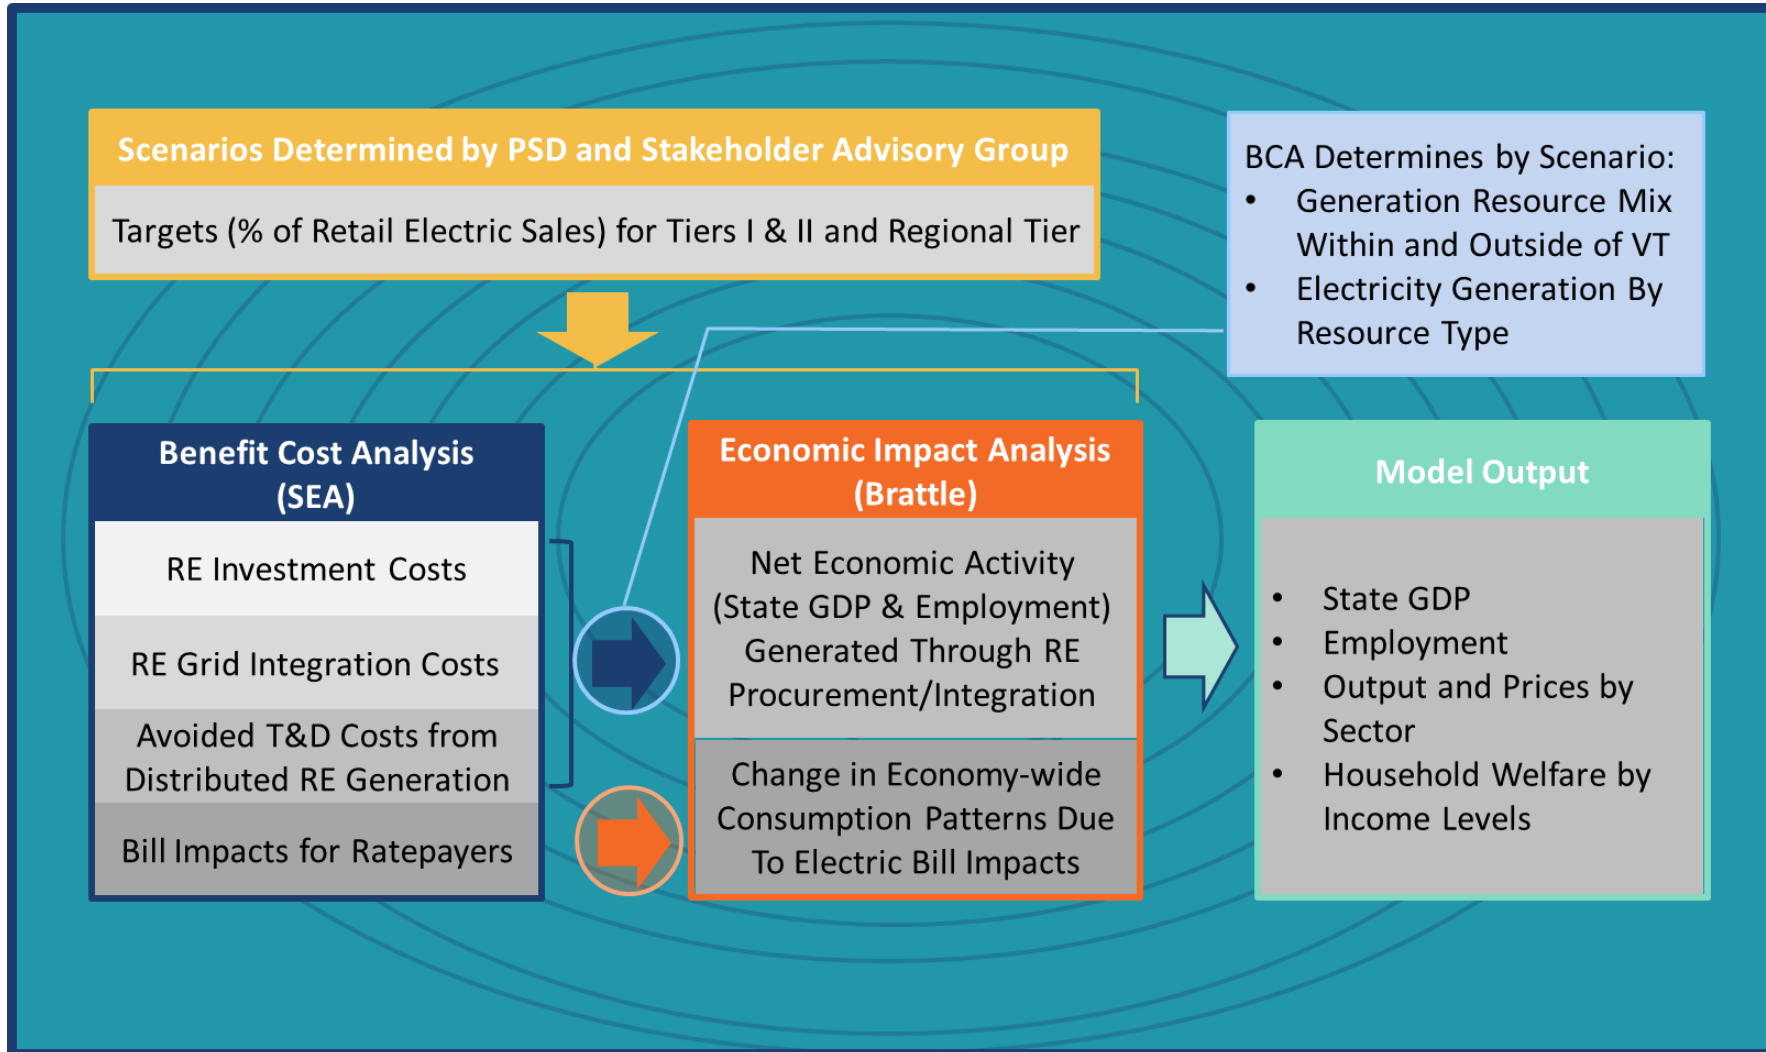 Scenarios Determined by PSD and Stakeholder Advisory Group
Targets (% of Retail Electric Sales) for Tiers I & II and Regional Tier
BCA Determines by Scenario:
• Generation Resource Mix
Within and Outside of VT
• Electricity Generation By
Resource Type
Benefit Cost Analysis
(SEA)
RE Investment Costs
RE Grid Integration Costs
Avoided T&D Costs from
Distributed RE Generation
Bill Impacts for Ratepayers
Economic Impact Analysis
(Brattle)
Net Economic Activity
(State GDP & Employment)
Generated Through RE
Procurement/Integration
Change in Economy-wide
Consumption Patterns Due
To Electric Bill Impacts
Model Output
• State GDP
• Employment
• Output and Prices by
Sector
• Household Welfare by
Income Levels